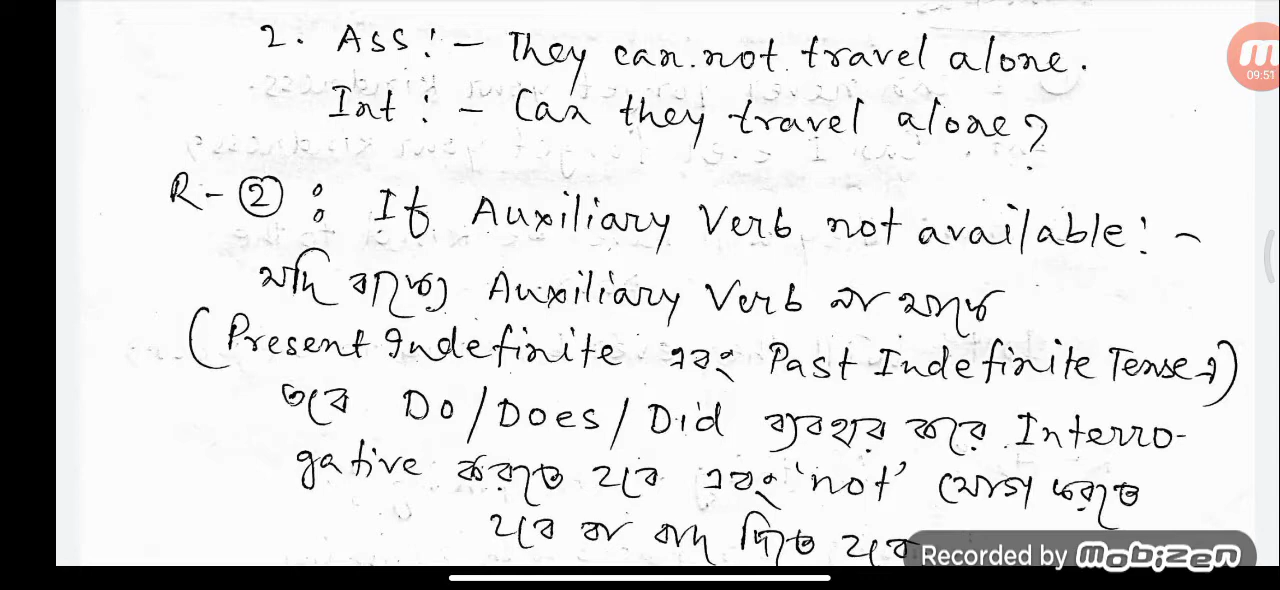 2. Ass: - They can not travel alone.
Int: - Can they travel alone?
R-② : If Auxiliary Verb not available: -
যদি বাক্যে Auxiliary Verb না থাকে
(Present Indefinite এবং Past Indefinite Tense এ)
তবে Do/Does/Did ব্যবহার করে Interro-
gative করতে হবে এবং 'not' যোগ করতে
হবে বা বাদ দিতে হবে
09:51
Recorded by mobizen